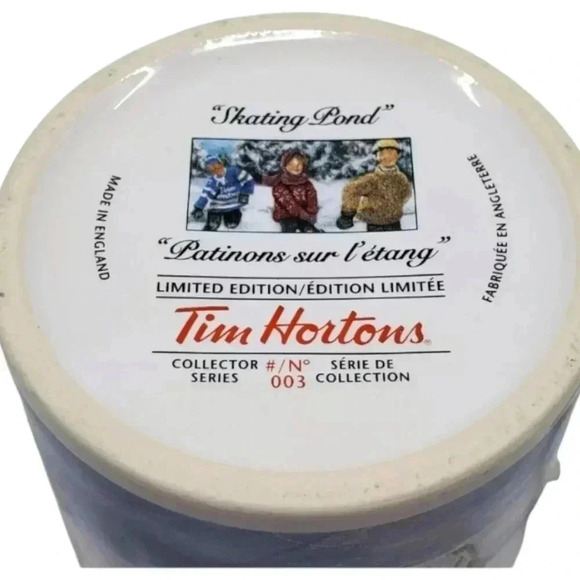 "Skating Pond"
MADE IN ENGLAND
FABRIQUÉE EN ANGLETERRE
"Patinons sur l'étang"
LIMITED EDITION/ÉDITION LIMITÉE
Tim Hortons®
COLLECTOR #/Nº SÉRIE DE
SERIES 003 COLLECTION